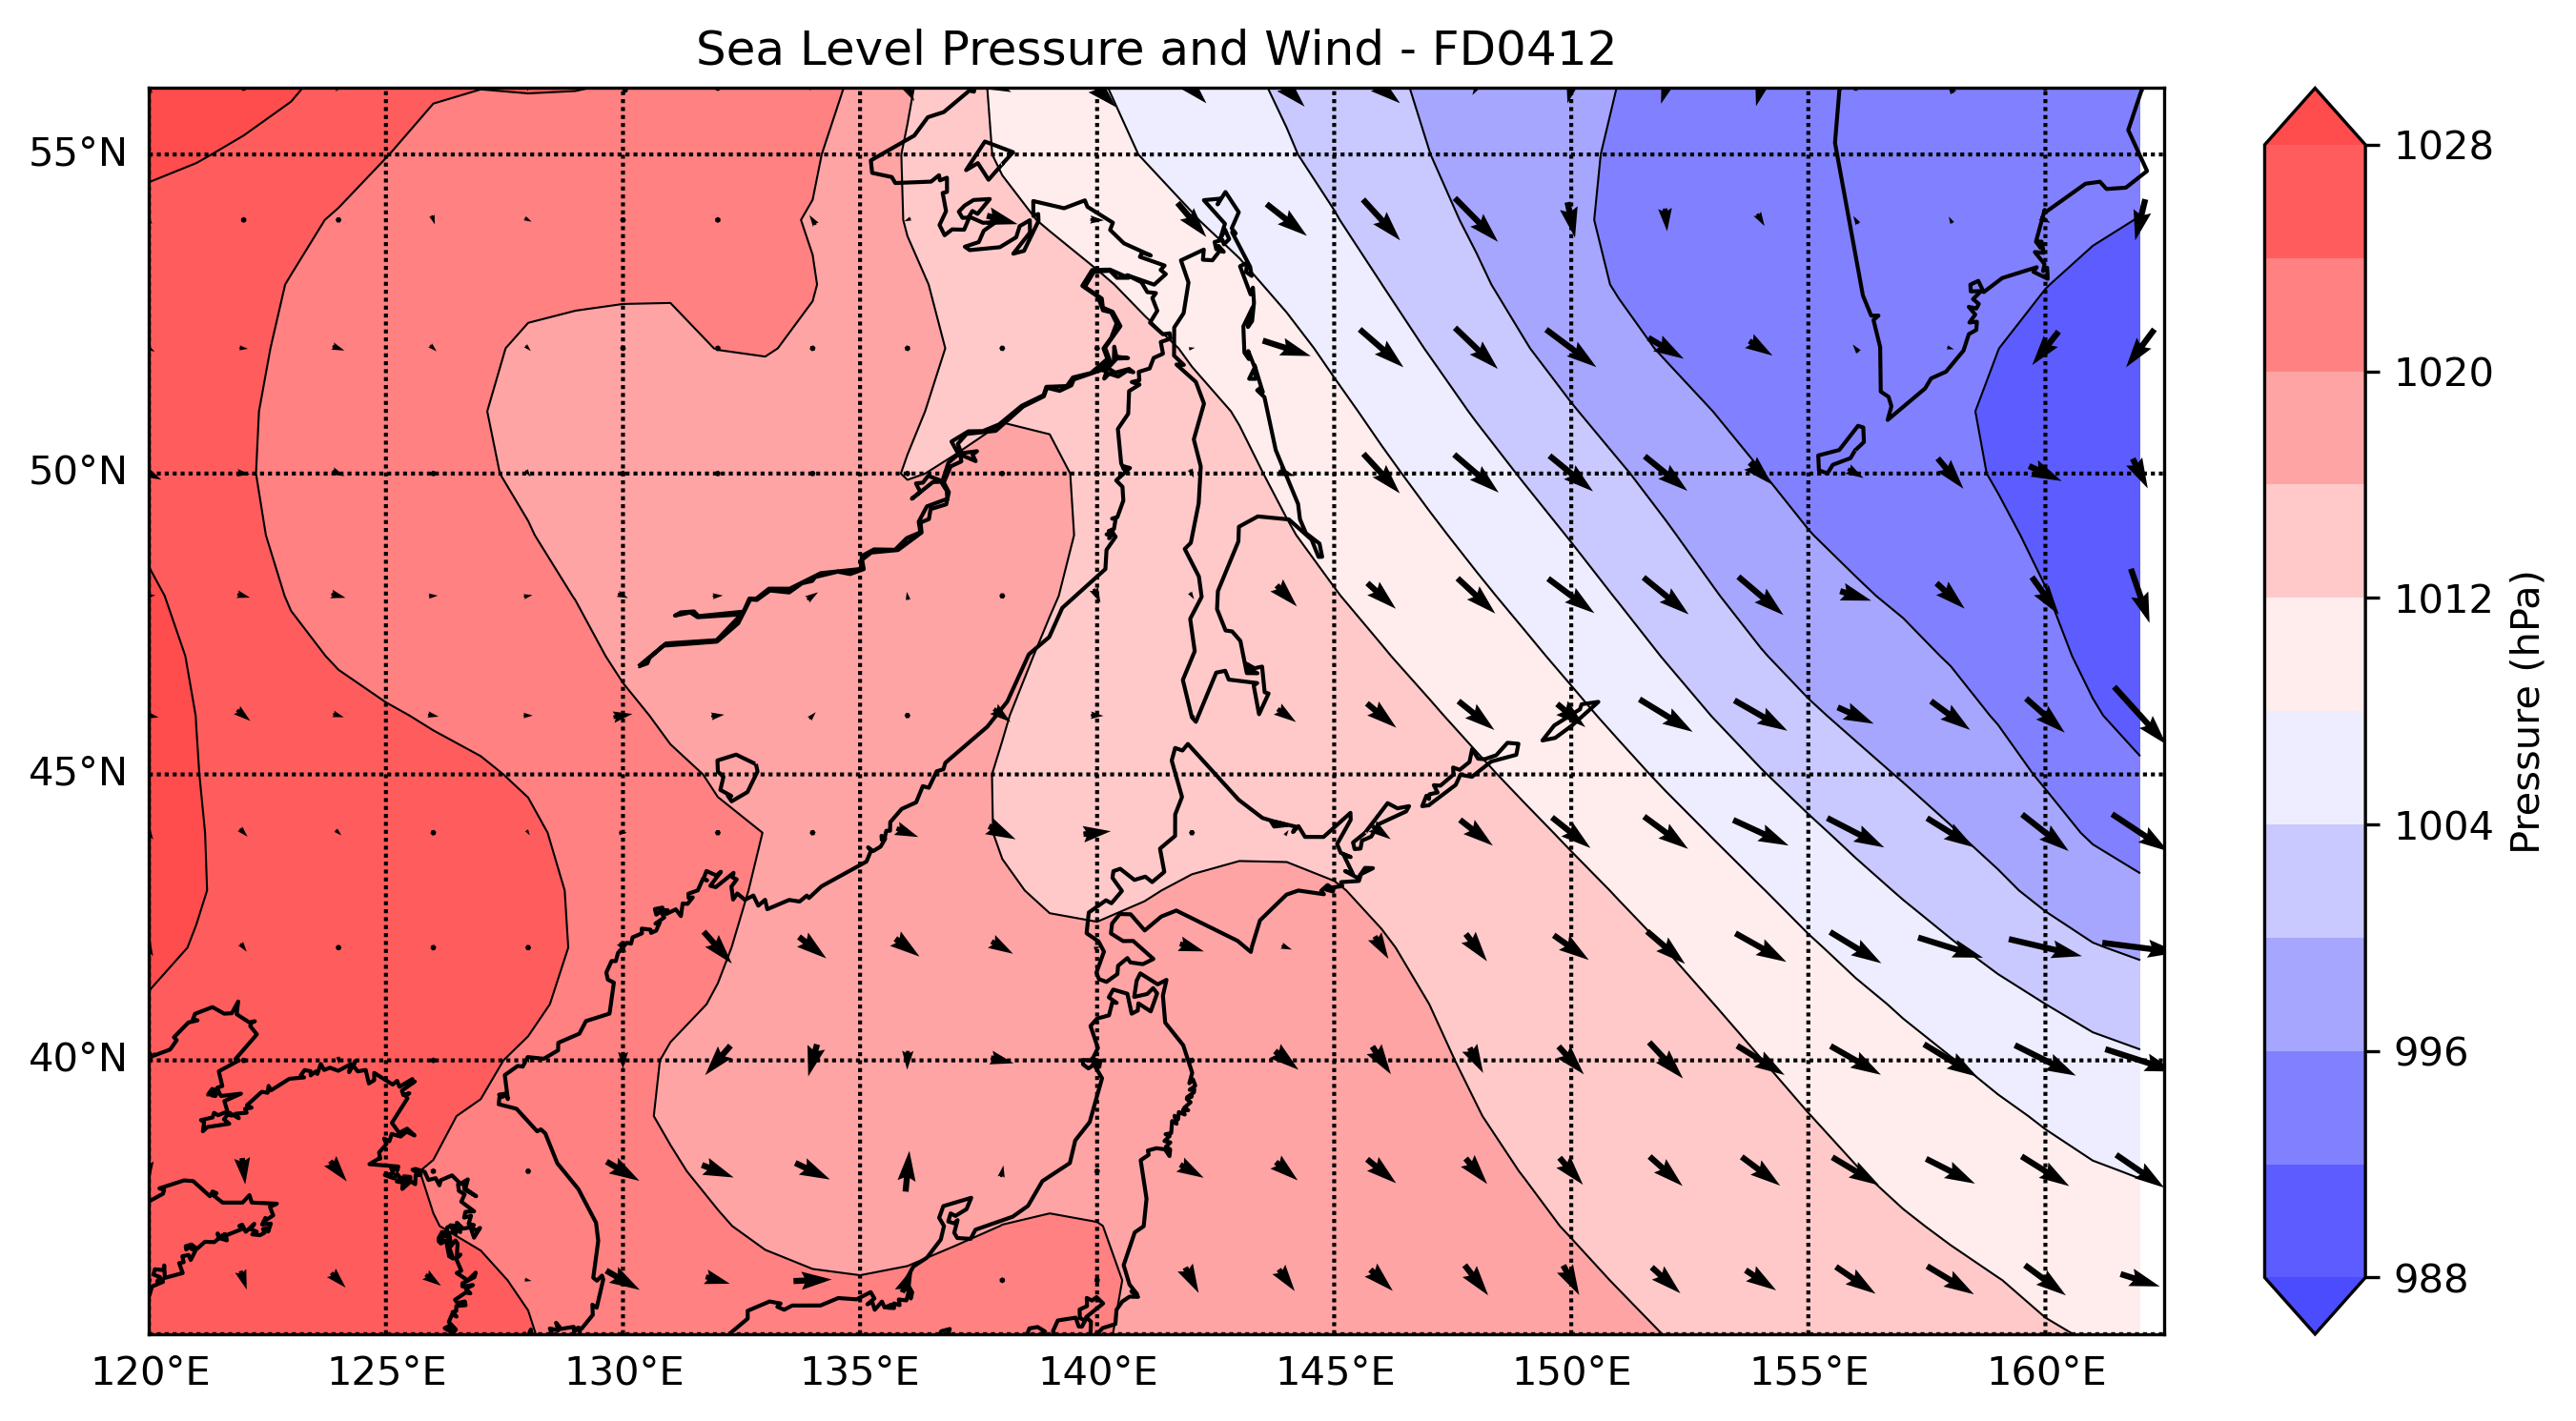 Sea Level Pressure and Wind - FD0412
55°N
50°N
45°N
40°N
120°E 125°E 130°E 135°E 140°E 145°E 150°E 155°E 160°E
1028
1020
1012
1004
996
988
Pressure (hPa)